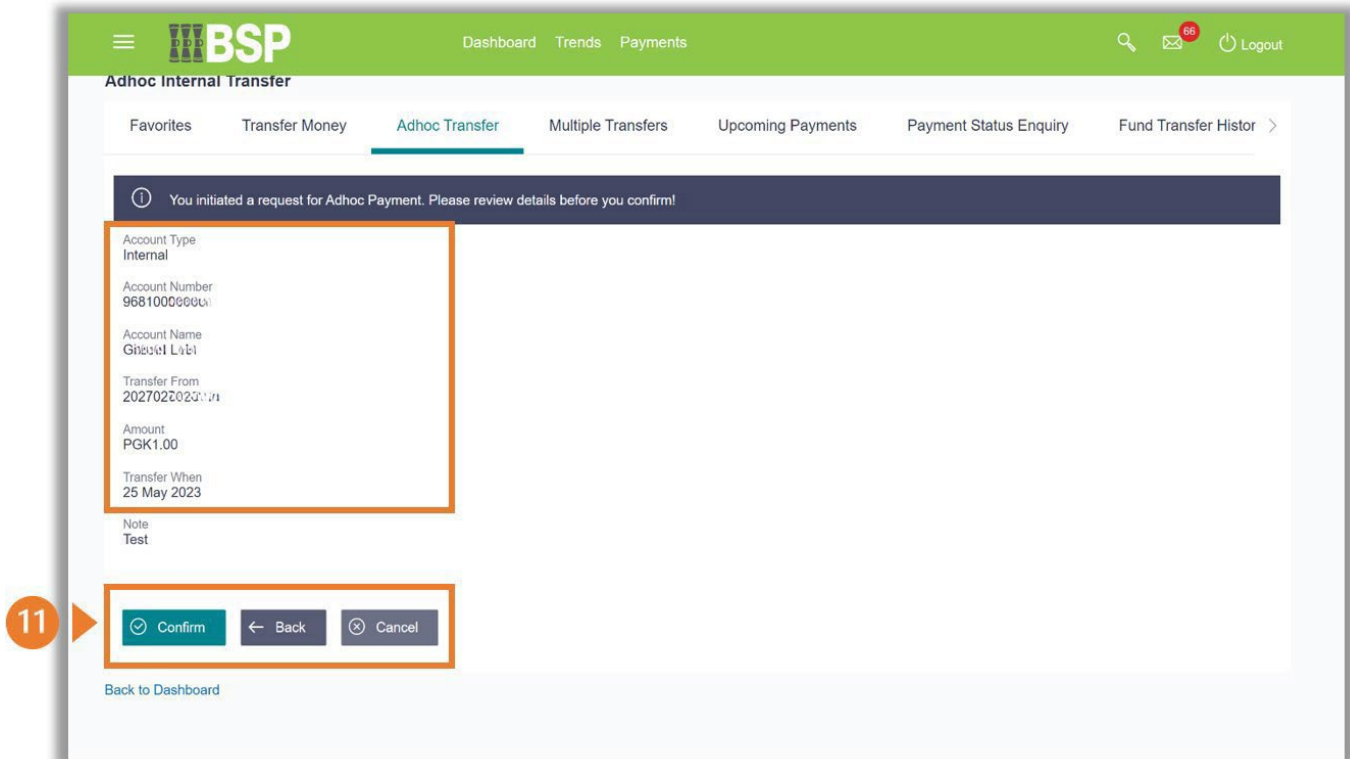 BSP
Dashboard Trends Payments
66
Logout
Adhoc Internal Transfer
Favorites Transfer Money Adhoc Transfer Multiple Transfers Upcoming Payments Payment Status Enquiry Fund Transfer Histor
You initiated a request for Adhoc Payment. Please review details before you confirm!
Account Type
Internal
Account Number
Account Name
Transfer From
Amount
PGK1.00
Transfer When
25 May 2023
Note
Test
11
Confirm Back Cancel
Back to Dashboard